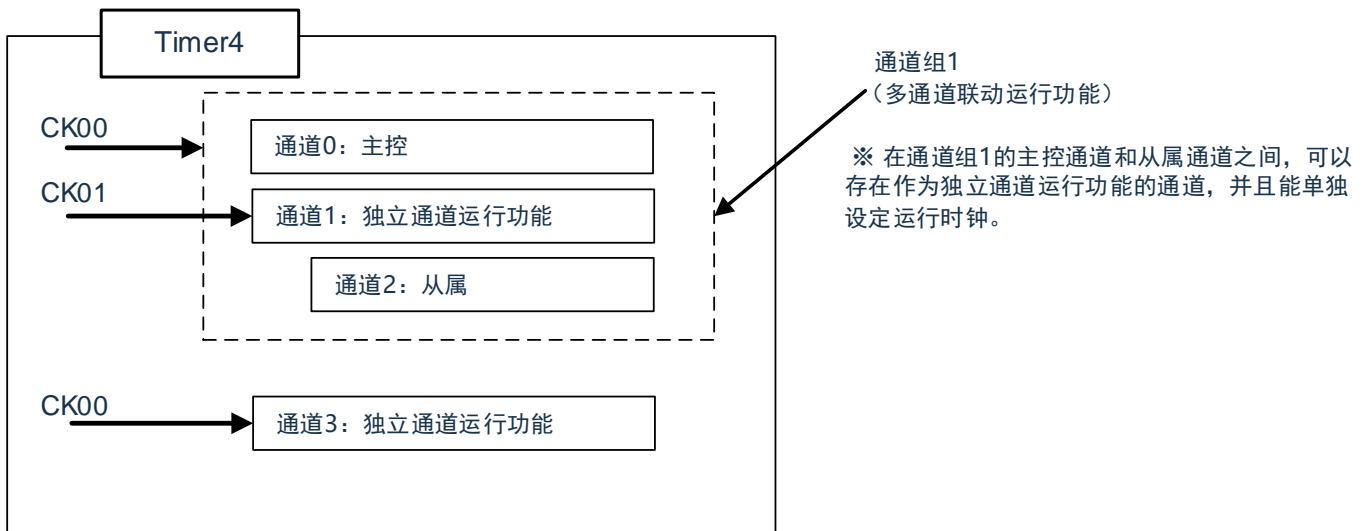 Timer4
CK00
通道0：主控
CK01
通道1：独立通道运行功能
通道2：从属
CK00
通道3：独立通道运行功能
通道组1
（多通道联动运行功能）
※ 在通道组1的主控通道和从属通道之间，可以
存在作为独立通道运行功能的通道，并且能单独
设定运行时钟。